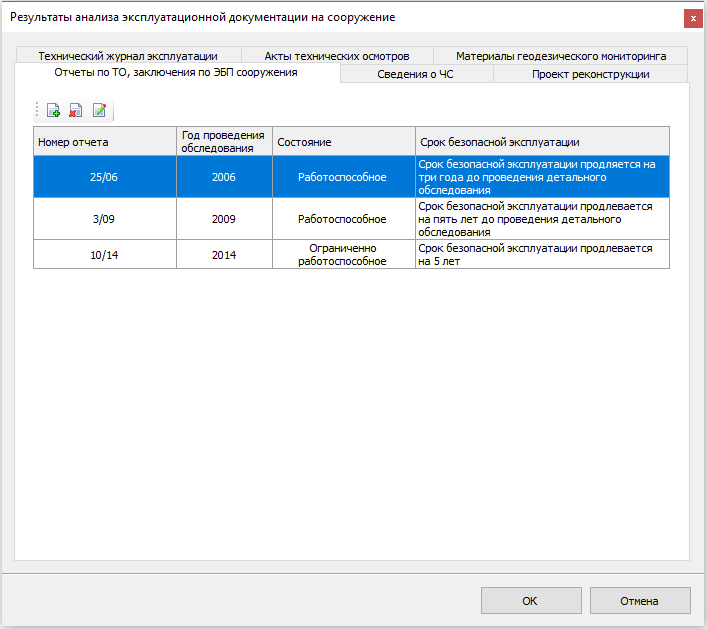 Результаты анализа эксплуатационной документации на сооружение
x
Технический журнал эксплуатации
Акты технических осмотров
Материалы геодезического мониторинга
Отчеты по ТО, заключения по ЭБП сооружения
Сведения о ЧС
Проект реконструкции
Номер отчета
Год проведения
обследования
Состояние
Срок безопасной эксплуатации
25/06
2006
Работоспособное
Срок безопасной эксплуатации продляется на
три года до проведения детального
обследования
3/09
2009
Работоспособное
Срок безопасной эксплуатации продлевается
на пять лет до проведения детального
обследования
10/14
2014
Ограниченно
работоспособное
Срок безопасной эксплуатации продлевается
на 5 лет
ОК
Отмена